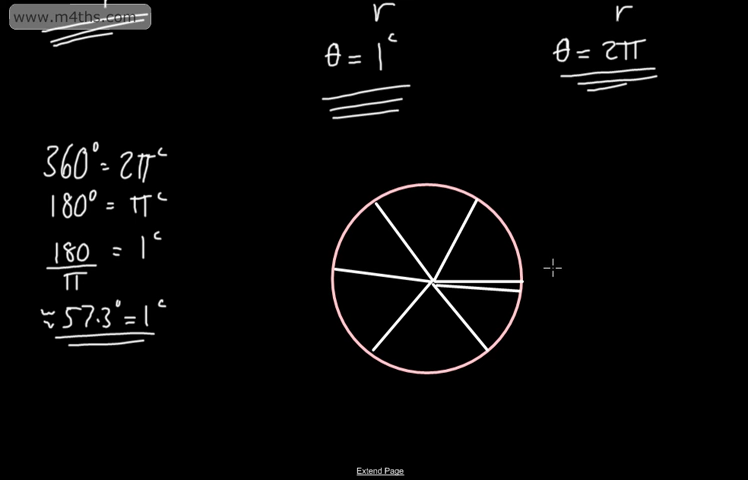 www.m4ths.com
r
r
θ = 1ᶜ
θ = 2π
360° = 2πᶜ
180° = πᶜ
180/π = 1ᶜ
≈ 57.3° = 1ᶜ
Extend Page